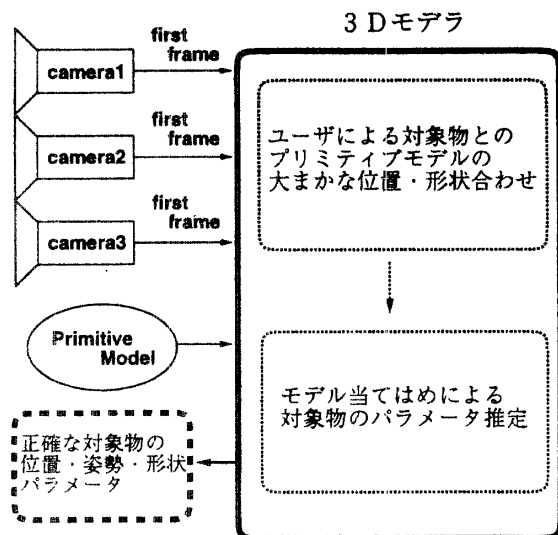 3Dモデラ
first
frame
camera1
first
frame
camera2
first
frame
camera3
ユーザによる対象物との
プリミティブモデルの
大まかな位置・形状合わせ
Primitive
Model
モデル当てはめによる
対象物のパラメータ推定
正確な対象物の
位置・姿勢・形状
パラメータ